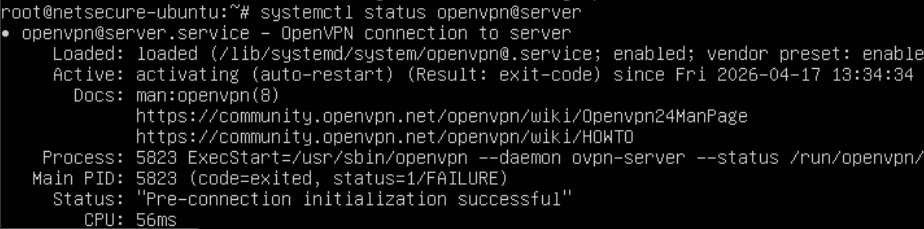 root@netsecure-ubuntu:~# systemctl status openvpn@server
● openvpn@server.service - OpenVPN connection to server
Loaded: loaded (/lib/systemd/system/openvpn@.service; enabled; vendor preset: enable
Active: activating (auto-restart) (Result: exit-code) since Fri 2026-04-17 13:34:34
Docs: man:openvpn(8)
https://community.openvpn.net/openvpn/wiki/Openvpn24ManPage
https://community.openvpn.net/openvpn/wiki/HOWTO
Process: 5823 ExecStart=/usr/sbin/openvpn --daemon ovpn-server --status /run/openvpn/
Main PID: 5823 (code=exited, status=1/FAILURE)
Status: "Pre-connection initialization successful"
CPU: 56ms